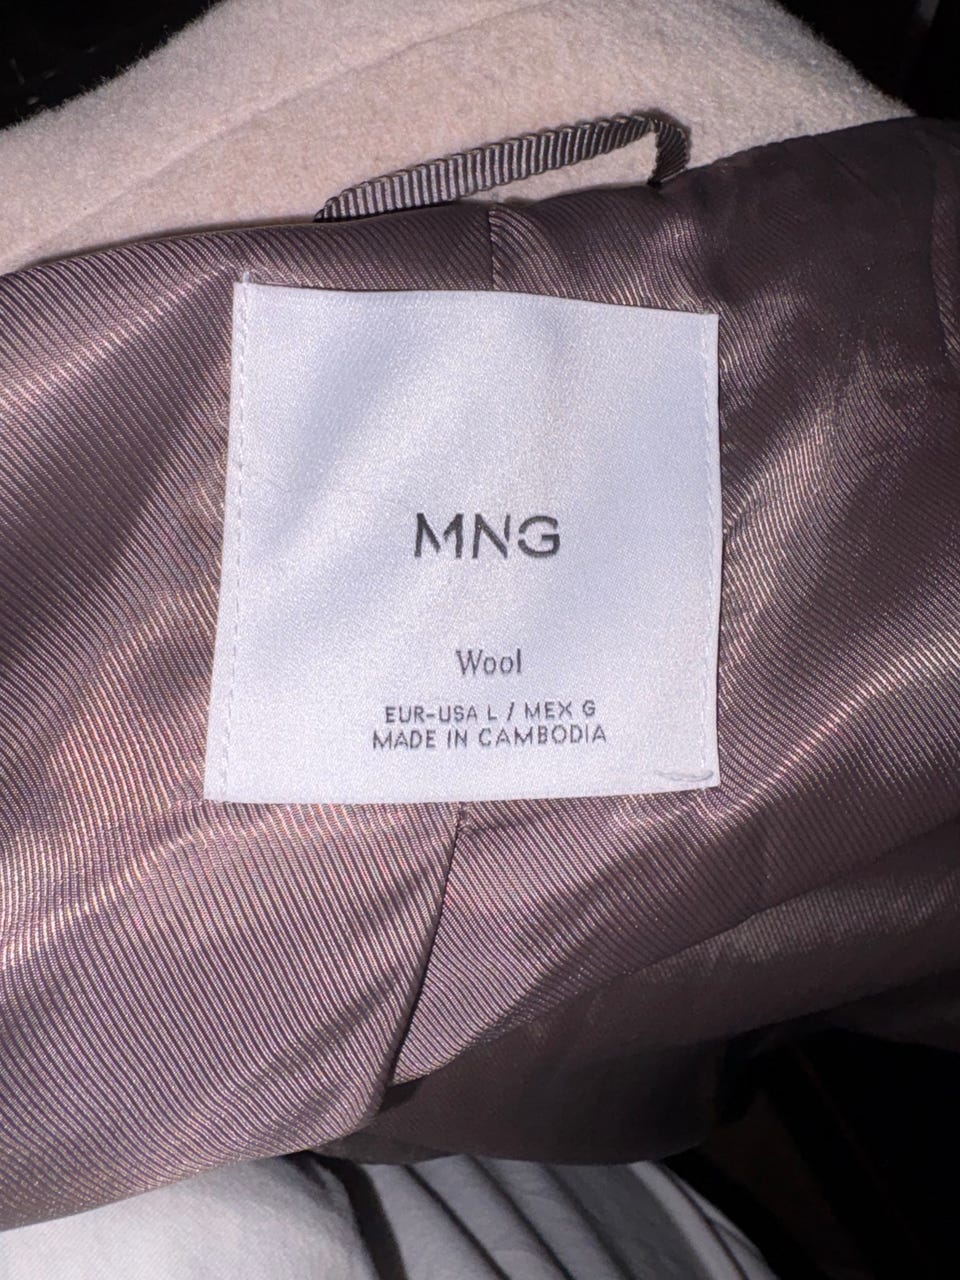 MNG
Wool
EUR-USA L / MEX G
MADE IN CAMBODIA